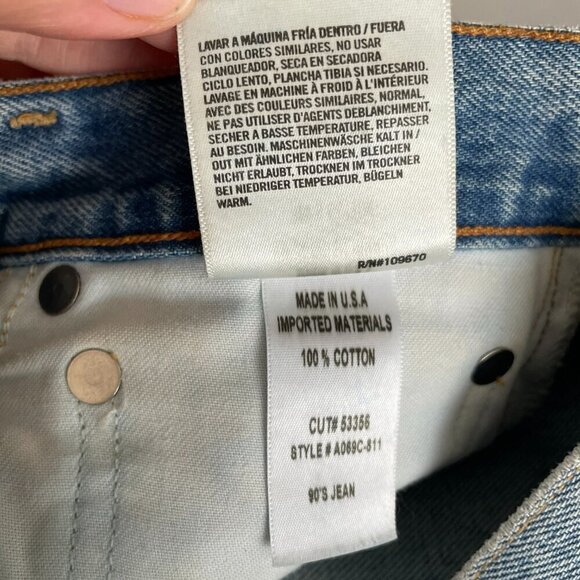 LAVAR A MÁQUINA FRÍA DENTRO / FUERA
CON COLORES SIMILARES, NO USAR
BLANQUEADOR, SECA EN SECADORA
CICLO LENTO, PLANCHA TIBIA SI NECESARIO.
LAVAGE EN MACHINE À FROID À L'INTÉRIEUR
AVEC DES COULEURS SIMILAIRES, NORMAL,
NE PAS UTILISER D'AGENTS DEBLANCHIMENT,
SECHER A BASSE TEMPERATURE, REPASSER
AU BESOIN. MASCHINENWÄSCHE KALT IN /
OUT MIT ÄHNLICHEN FARBEN, BLEICHEN
NICHT ERLAUBT, TROCKNEN IM TROCKNER
BEI NIEDRIGER TEMPERATUR, BÜGELN
WARM.
R/N#109670
MADE IN U.S.A
IMPORTED MATERIALS
100 % COTTON
CUT# 53356
STYLE # A069C-811
90'S JEAN